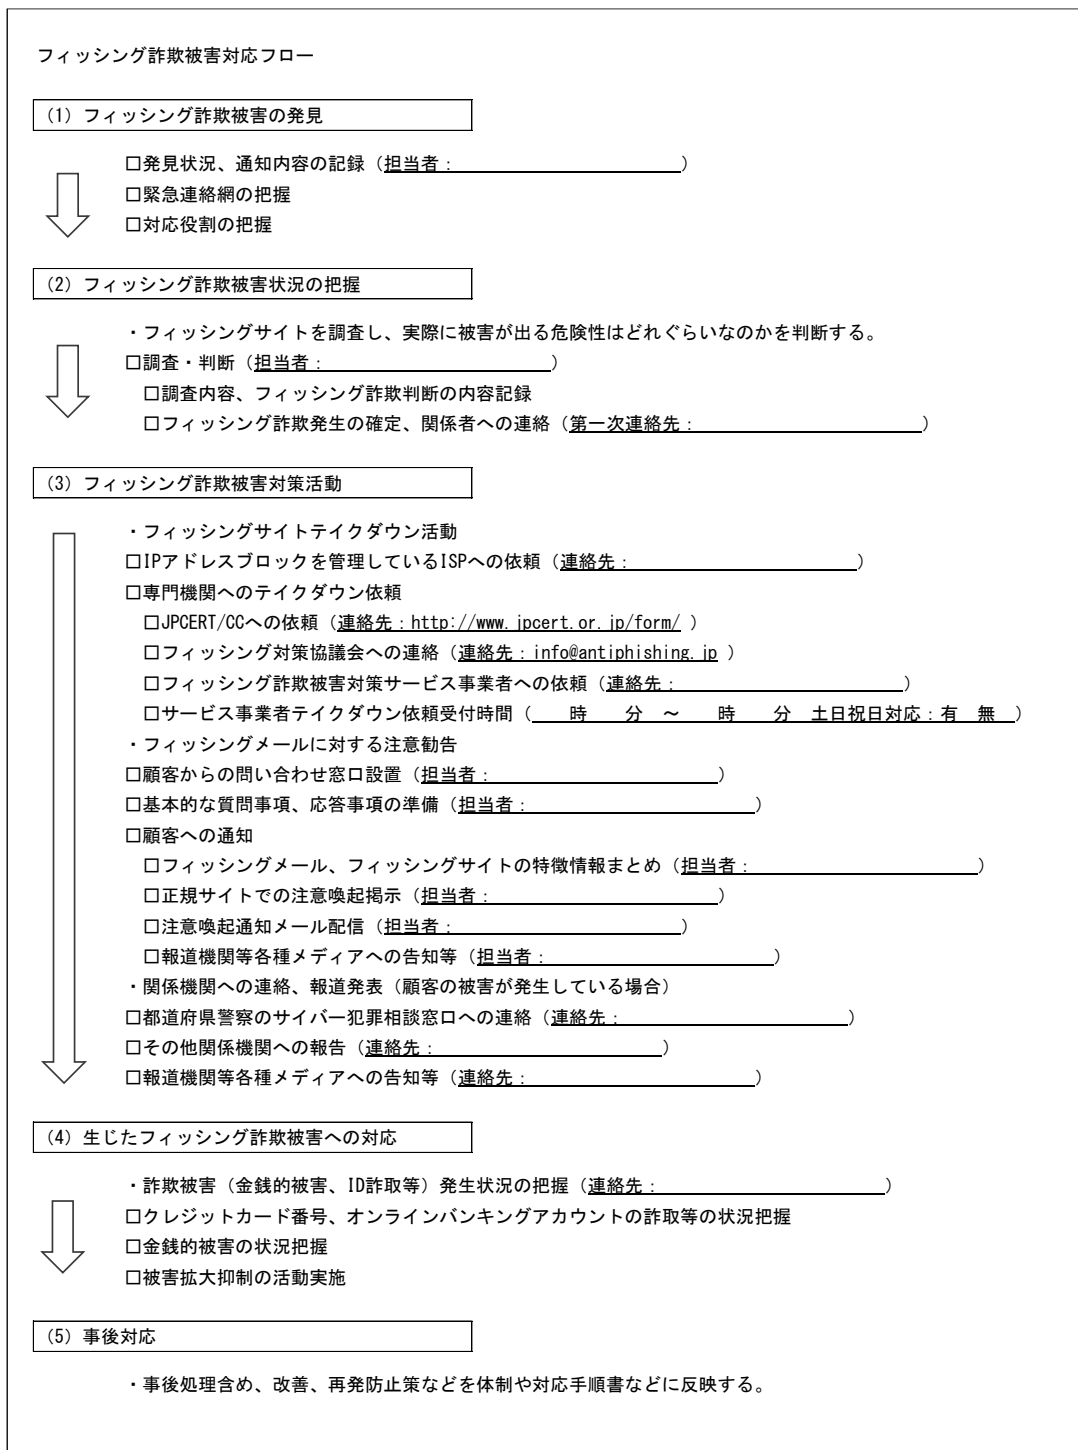 フィッシング詐欺被害対応フロー
(1) フィッシング詐欺被害の発見
□発見状況、通知内容の記録（担当者：　　　　　　）
□緊急連絡網の把握
□対応役割の把握
(2) フィッシング詐欺被害状況の把握
・フィッシングサイトを調査し、実際に被害が出る危険性はどれぐらいなのかを判断する。
□調査・判断（担当者：　　　　　　）
□調査内容、フィッシング詐欺判断の内容記録
□フィッシング詐欺発生の確定、関係者への連絡（第一次連絡先：　　　　　　）
(3) フィッシング詐欺被害対策活動
・フィッシングサイトテイクダウン活動
□IPアドレスブロックを管理しているISPへの依頼（連絡先：　　　　　　）
□専門機関へのテイクダウン依頼
□JPCERT/CCへの依頼（連絡先：http://www.jpcert.or.jp/form/ ）
□フィッシング対策協議会への連絡（連絡先：info@antiphishing.jp ）
□フィッシング詐欺被害対策サービス事業者への依頼（連絡先：　　　　　　）
□サービス事業者テイクダウン依頼受付時間（　　時　　分　～　　時　　分　土日祝日対応：有　無　）
・フィッシングメールに対する注意勧告
□顧客からの問い合わせ窓口設置（担当者：　　　　　　）
□基本的な質問事項、応答事項の準備（担当者：　　　　　　）
□顧客への通知
□フィッシングメール、フィッシングサイトの特徴情報まとめ（担当者：　　　　　　）
□正規サイトでの注意喚起掲示（担当者：　　　　　　）
□注意喚起通知メール配信（担当者：　　　　　　）
□報道機関等各種メディアへの告知等（担当者：　　　　　　）
・関係機関への連絡、報道発表（顧客の被害が発生している場合）
□都道府県警察のサイバー犯罪相談窓口への連絡（連絡先：　　　　　　）
□その他関係機関への報告（連絡先：　　　　　　）
□報道機関等各種メディアへの告知等（連絡先：　　　　　　）
(4) 生じたフィッシング詐欺被害への対応
・詐欺被害（金銭的被害、ID詐取等）発生状況の把握（連絡先：　　　　　　）
□クレジットカード番号、オンラインバンキングアカウントの詐取等の状況把握
□金銭的被害の状況把握
□被害拡大抑制の活動実施
(5) 事後対応
・事後処理含め、改善、再発防止策などを体制や対応手順書などに反映する。